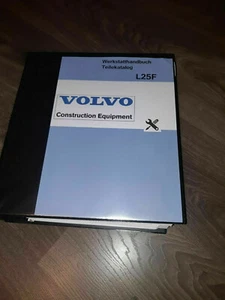 Werkstatthandbuch
Teilekatalog
L25F
VOLVO
Construction Equipment